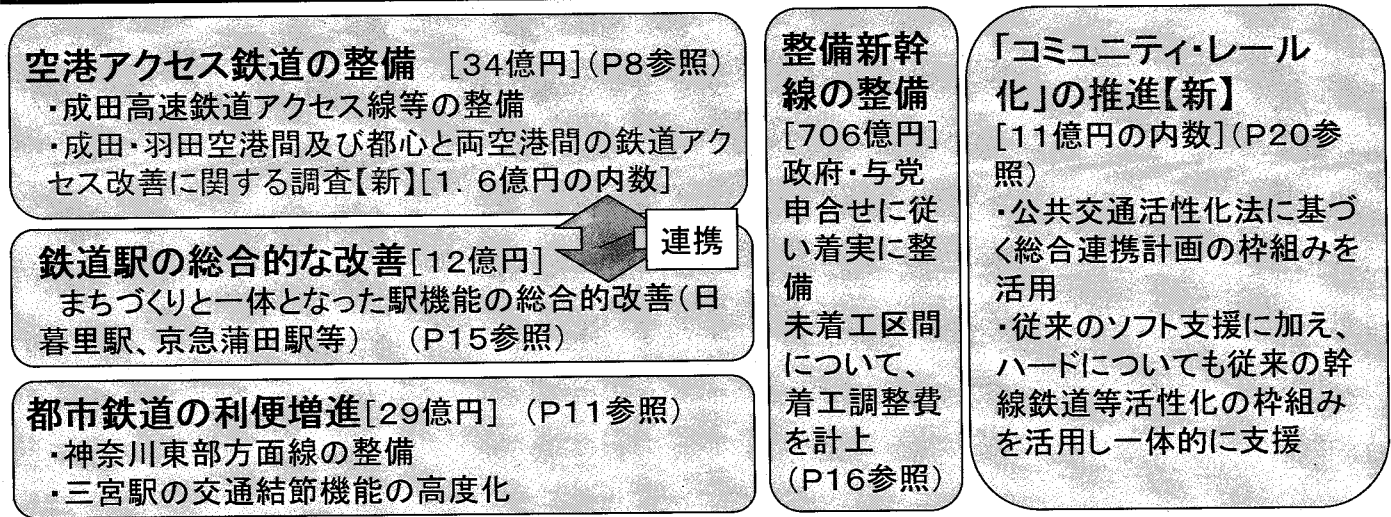 空港アクセス鉄道の整備　[34億円](P8参照)
・成田高速鉄道アクセス線等の整備
・成田・羽田空港間及び都心と両空港間の鉄道アク
セス改善に関する調査【新】[1．6億円の内数]
連携
鉄道駅の総合的な改善[12億円]
まちづくりと一体となった駅機能の総合的改善(日
暮里駅、京急蒲田駅等)　(P15参照)
都市鉄道の利便増進[29億円]　(P11参照)
・神奈川東部方面線の整備
・三宮駅の交通結節機能の高度化
整備新幹
線の整備
[706億円]
政府・与党
申合せに従
い着実に整
備
未着工区間
について、
着工調整費
を計上
(P16参照)
「コミュニティ・レール
化」の推進【新】
[11億円の内数](P20参
照)
・公共交通活性化法に基づ
く総合連携計画の枠組みを
活用
・従来のソフト支援に加え、
ハードについても従来の幹
線鉄道等活性化の枠組み
を活用し一体的に支援